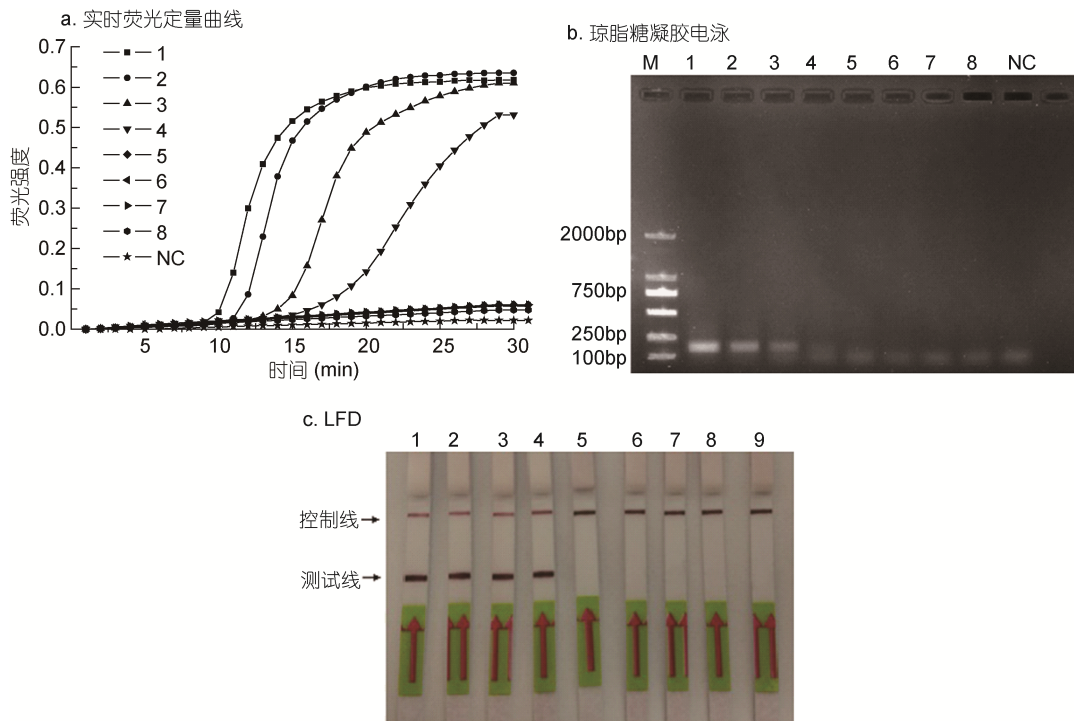 a. 实时荧光定量曲线
0.7
0.6
0.5
0.4
0.3
0.2
0.1
0.0
荧光强度
1
2
3
4
5
6
7
8
NC
5 10 15 20 25 30
时间 (min)
b. 琼脂糖凝胶电泳
M 1 2 3 4 5 6 7 8 NC
2000bp
750bp
250bp
100bp
c. LFD
1 2 3 4 5 6 7 8 9
控制线
测试线